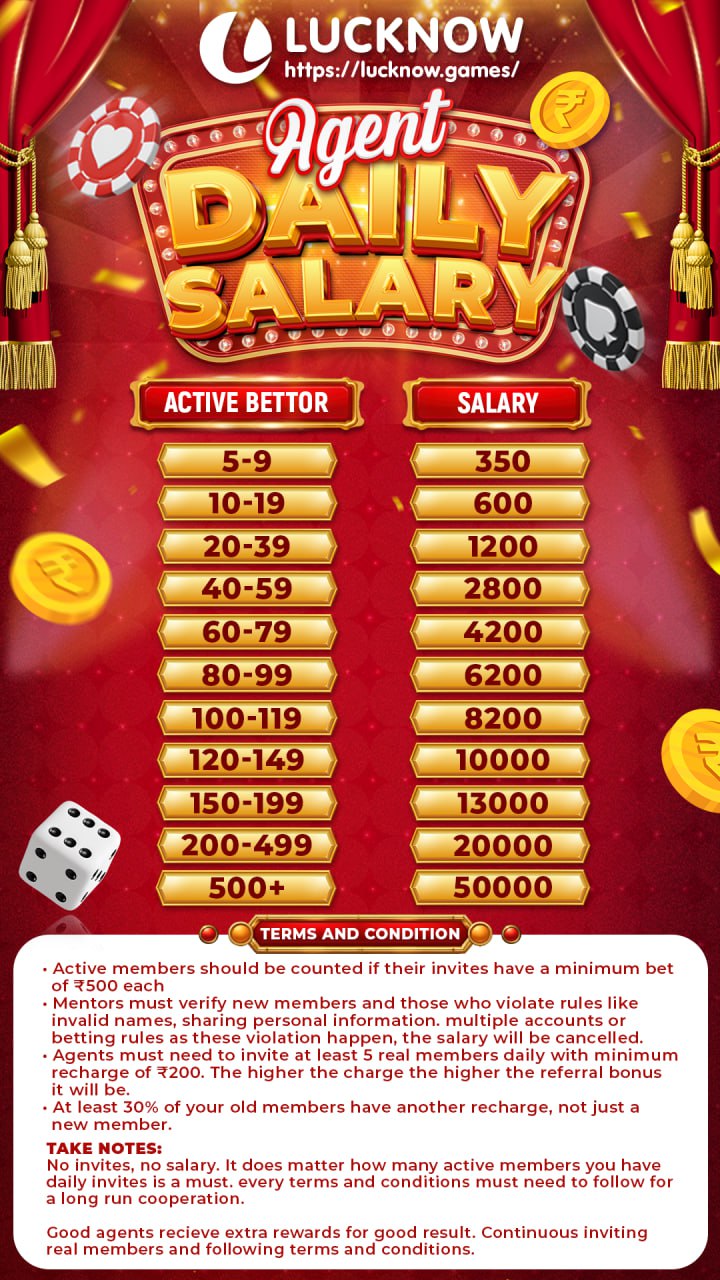 LUCKNOW
https://lucknow.games/
Agent
DAILY
SALARY
ACTIVE BETTOR SALARY
5-9 350
10-19 600
20-39 1200
40-59 2800
60-79 4200
80-99 6200
100-119 8200
120-149 10000
150-199 13000
200-499 20000
500+ 50000
TERMS AND CONDITION
• Active members should be counted if their invites have a minimum bet
of ₹500 each
• Mentors must verify new members and those who violate rules like
invalid names, sharing personal information. multiple accounts or
betting rules as these violation happen, the salary will be cancelled.
• Agents must need to invite at least 5 real members daily with minimum
recharge of ₹200. The higher the charge the higher the referral bonus
it will be.
• At least 30% of your old members have another recharge, not just a
new member.
TAKE NOTES:
No invites, no salary. It does matter how many active members you have
daily invites is a must. every terms and conditions must need to follow for
a long run cooperation.
Good agents recieve extra rewards for good result. Continuous inviting
real members and following terms and conditions.